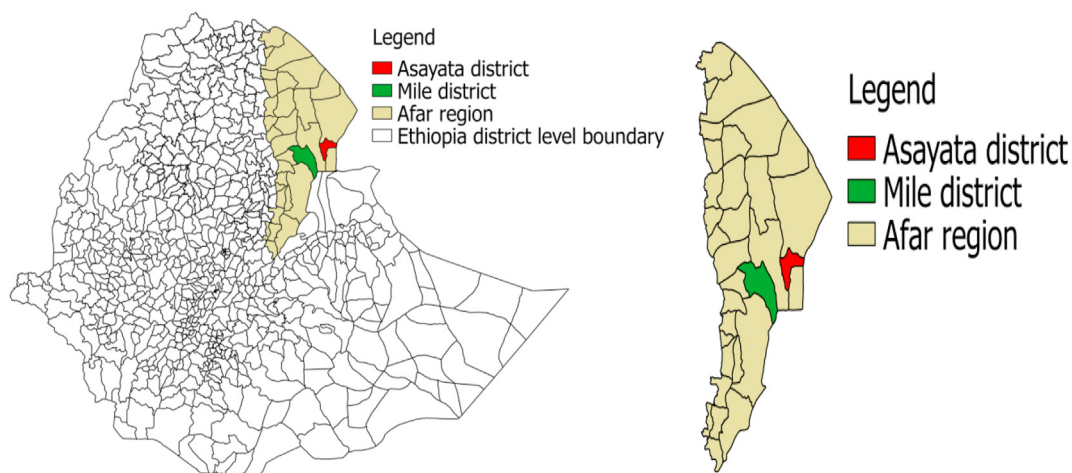 Legend
Asayata district
Mile district
Afar region
Ethiopia district level boundary
Legend
Asayata district
Mile district
Afar region